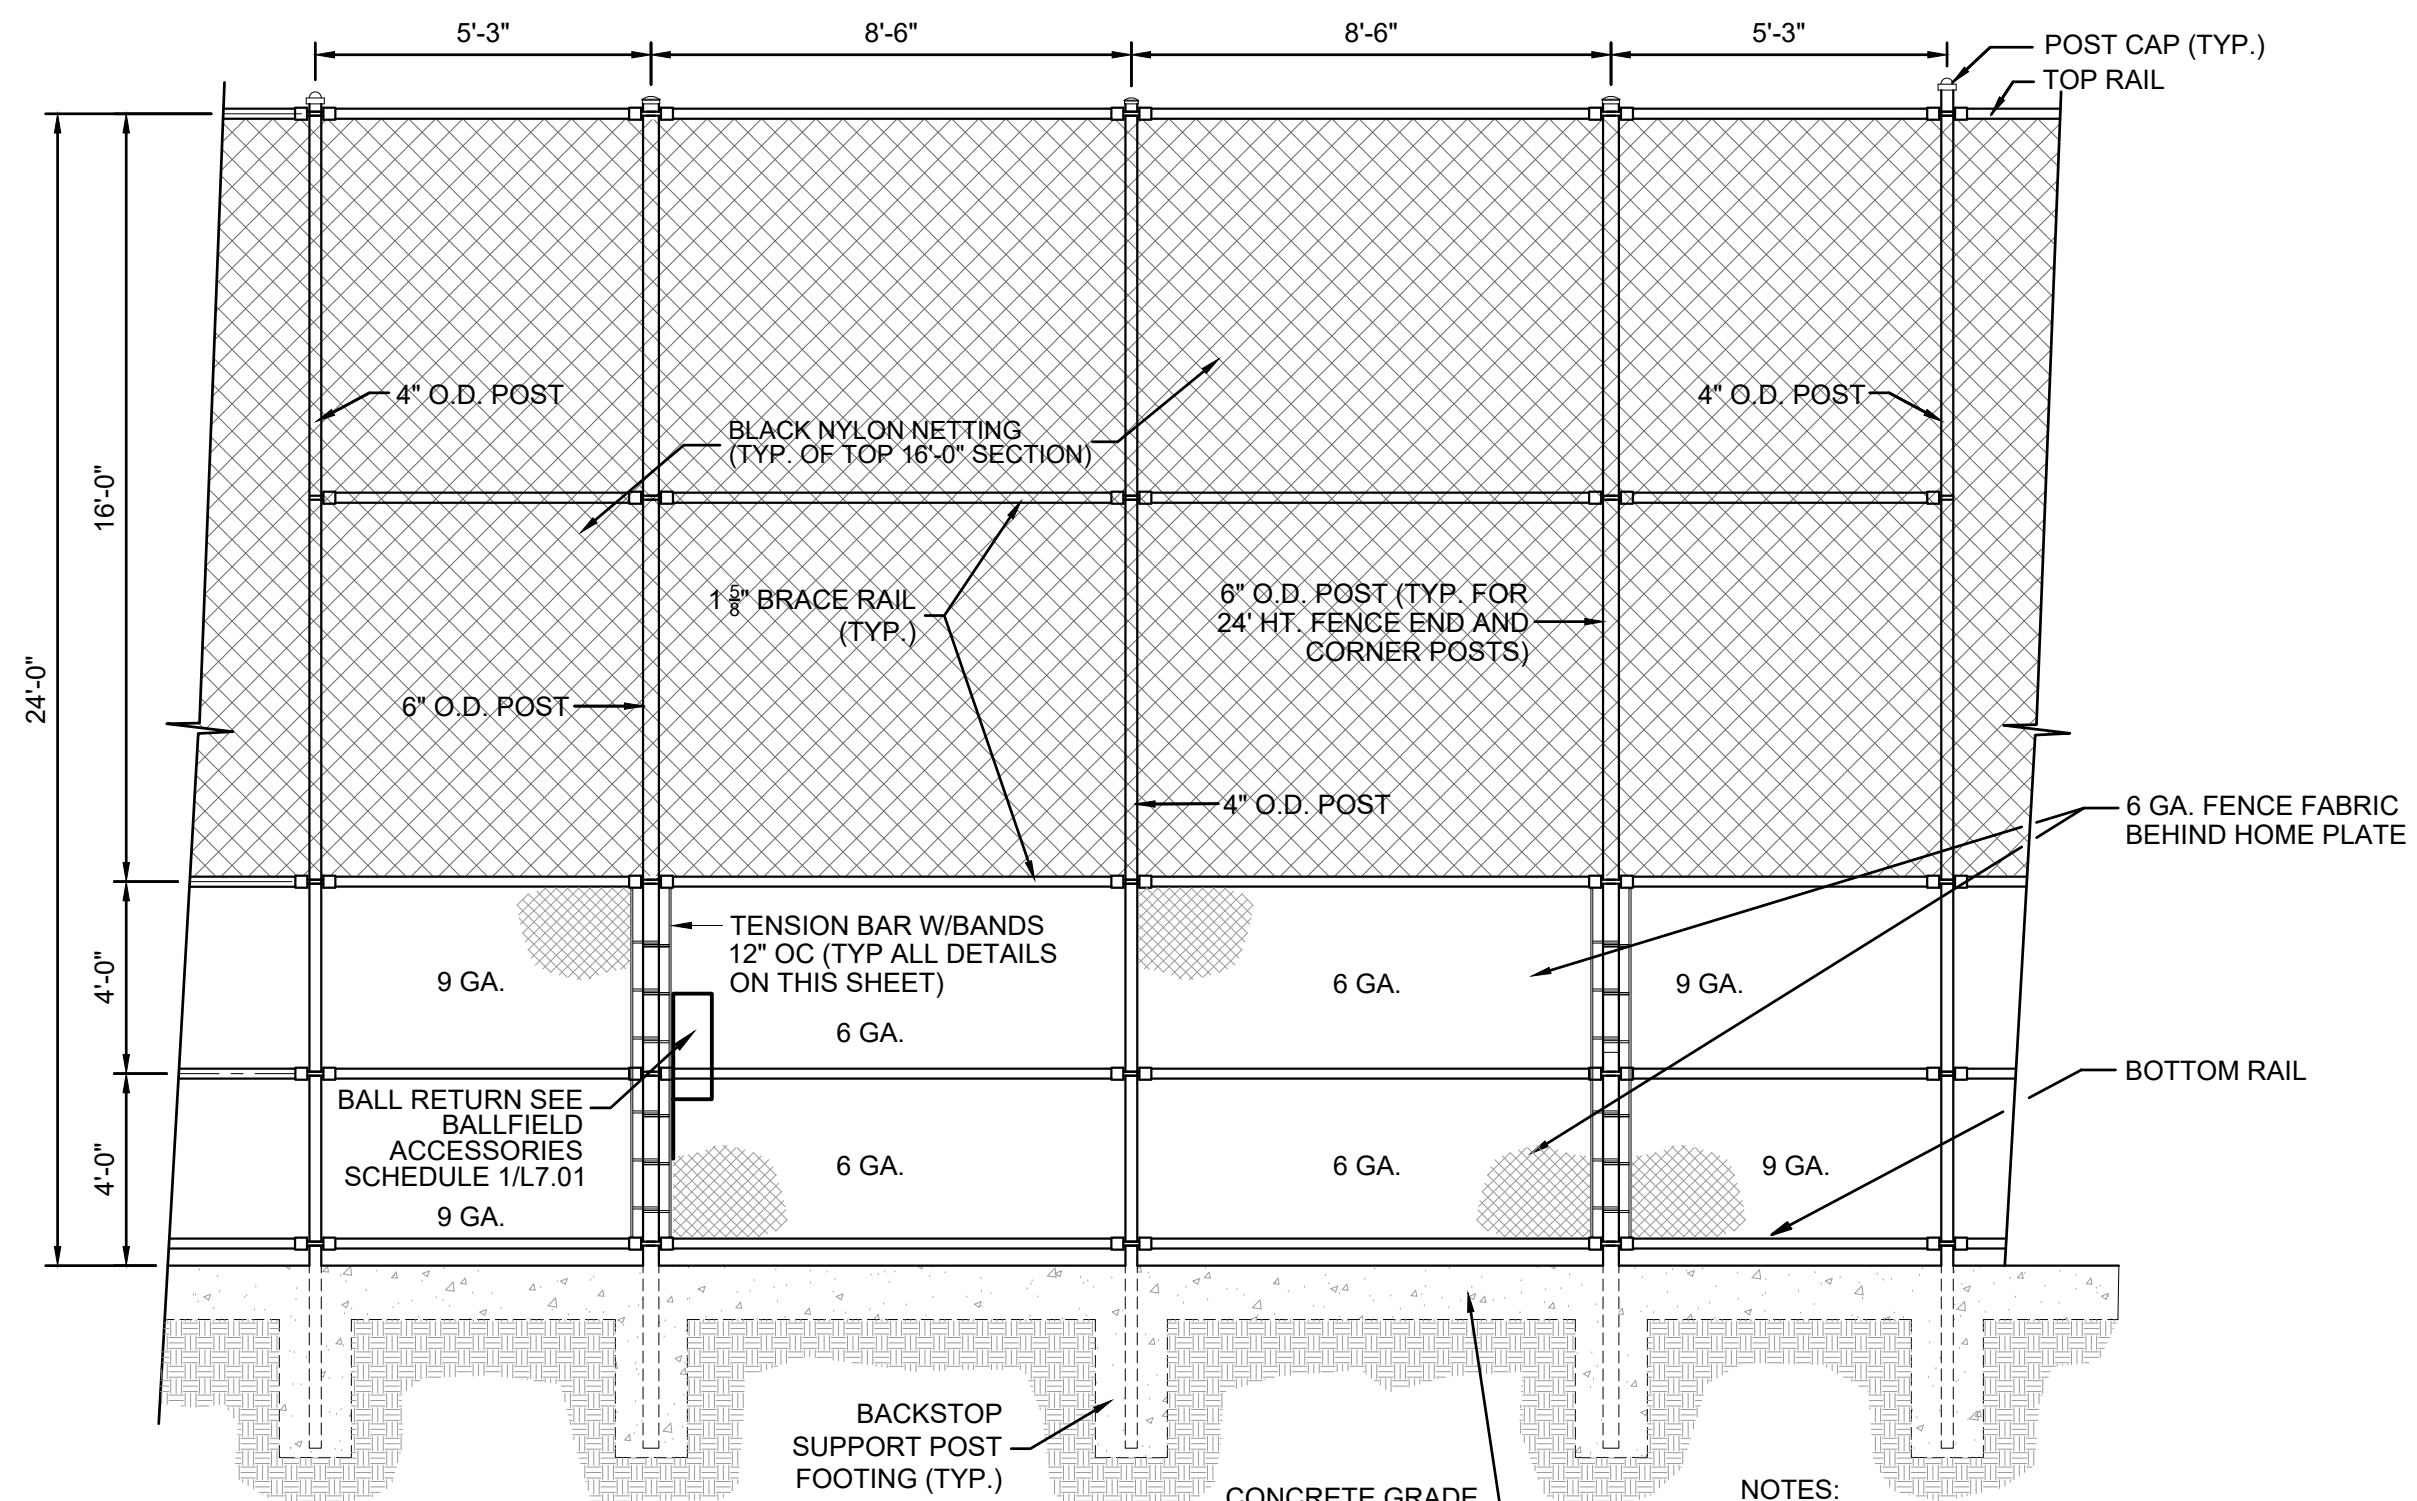 5'-3"
8'-6"
8'-6"
5'-3"
POST CAP (TYP.)
TOP RAIL
4" O.D. POST
4" O.D. POST
BLACK NYLON NETTING
(TYP. OF TOP 16'-0" SECTION)
16'-0"
24'-0"
1 5/8" BRACE RAIL
(TYP.)
6" O.D. POST (TYP. FOR
24' HT. FENCE END AND
CORNER POSTS)
6" O.D. POST
4" O.D. POST
6 GA. FENCE FABRIC
BEHIND HOME PLATE
TENSION BAR W/BANDS
12" OC (TYP ALL DETAILS
ON THIS SHEET)
4'-0"
9 GA.
6 GA.
6 GA.
9 GA.
BOTTOM RAIL
BALL RETURN SEE
BALLFIELD
ACCESSORIES
SCHEDULE 1/L7.01
4'-0"
9 GA.
6 GA.
6 GA.
9 GA.
BACKSTOP
SUPPORT POST
FOOTING (TYP.)
CONCRETE GRADE
NOTES: